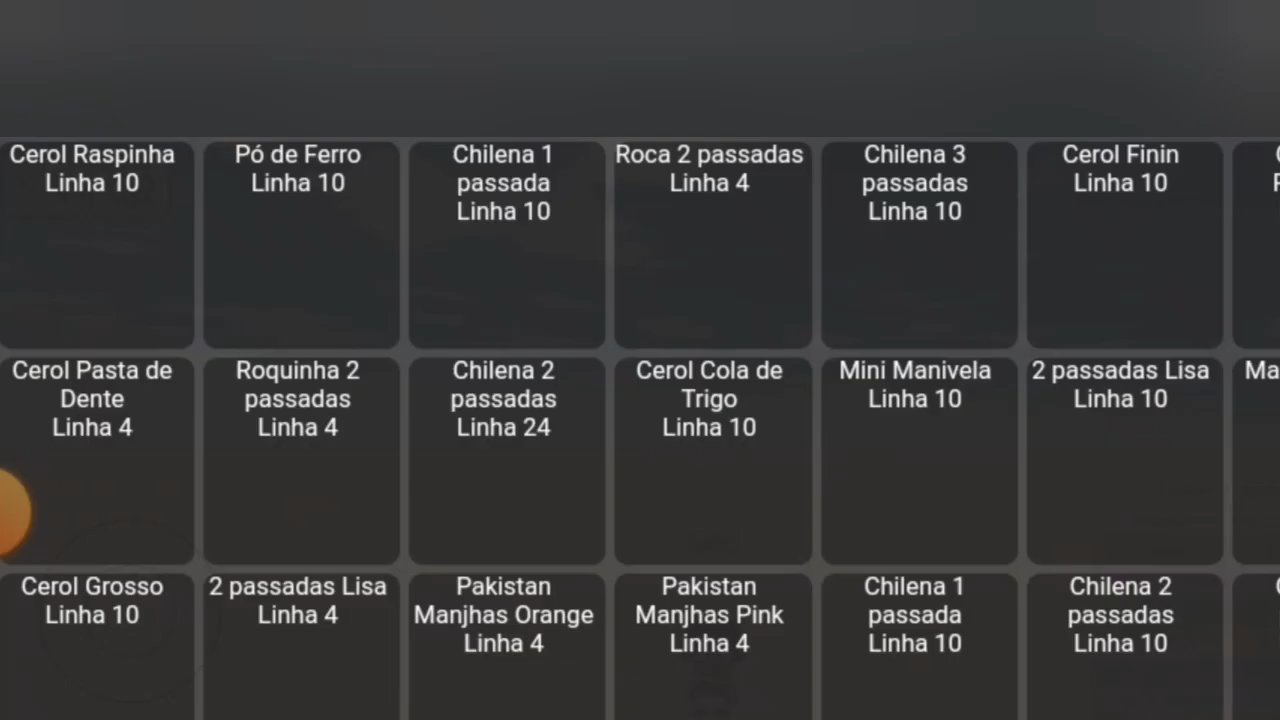 Cerol Raspinha
Linha 10
Pó de Ferro
Linha 10
Chilena 1
passada
Linha 10
Roca 2 passadas
Linha 4
Chilena 3
passadas
Linha 10
Cerol Finin
Linha 10
Cerol Pasta de
Dente
Linha 4
Roquinha 2
passadas
Linha 4
Chilena 2
passadas
Linha 24
Cerol Cola de
Trigo
Linha 10
Mini Manivela
Linha 10
2 passadas Lisa
Linha 10
Cerol Grosso
Linha 10
2 passadas Lisa
Linha 4
Pakistan
Manjhas Orange
Linha 4
Pakistan
Manjhas Pink
Linha 4
Chilena 1
passada
Linha 10
Chilena 2
passadas
Linha 10